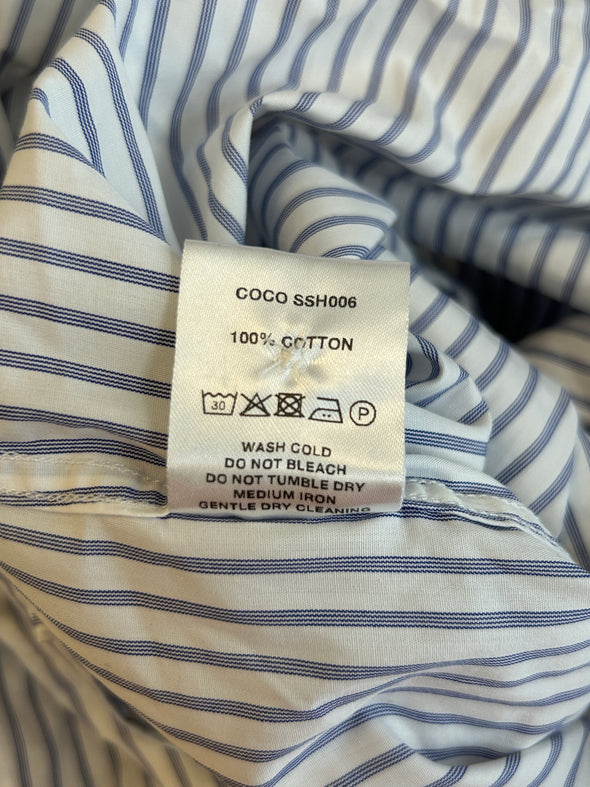 COCO SSH006
100% COTTON
30 P
WASH COLD
DO NOT BLEACH
DO NOT TUMBLE DRY
MEDIUM IRON
GENTLE DRY CLEANING